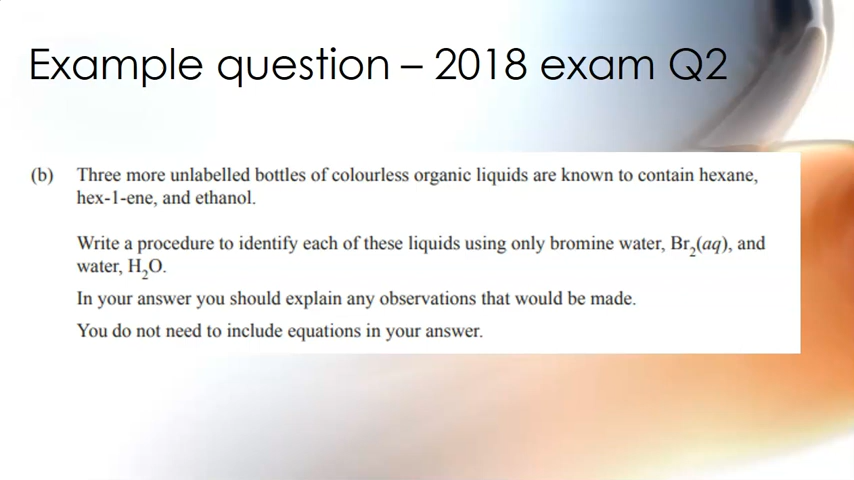 Example question – 2018 exam Q2
(b) Three more unlabelled bottles of colourless organic liquids are known to contain hexane,
hex-1-ene, and ethanol.
Write a procedure to identify each of these liquids using only bromine water, Br₂(aq), and
water, H₂O.
In your answer you should explain any observations that would be made.
You do not need to include equations in your answer.